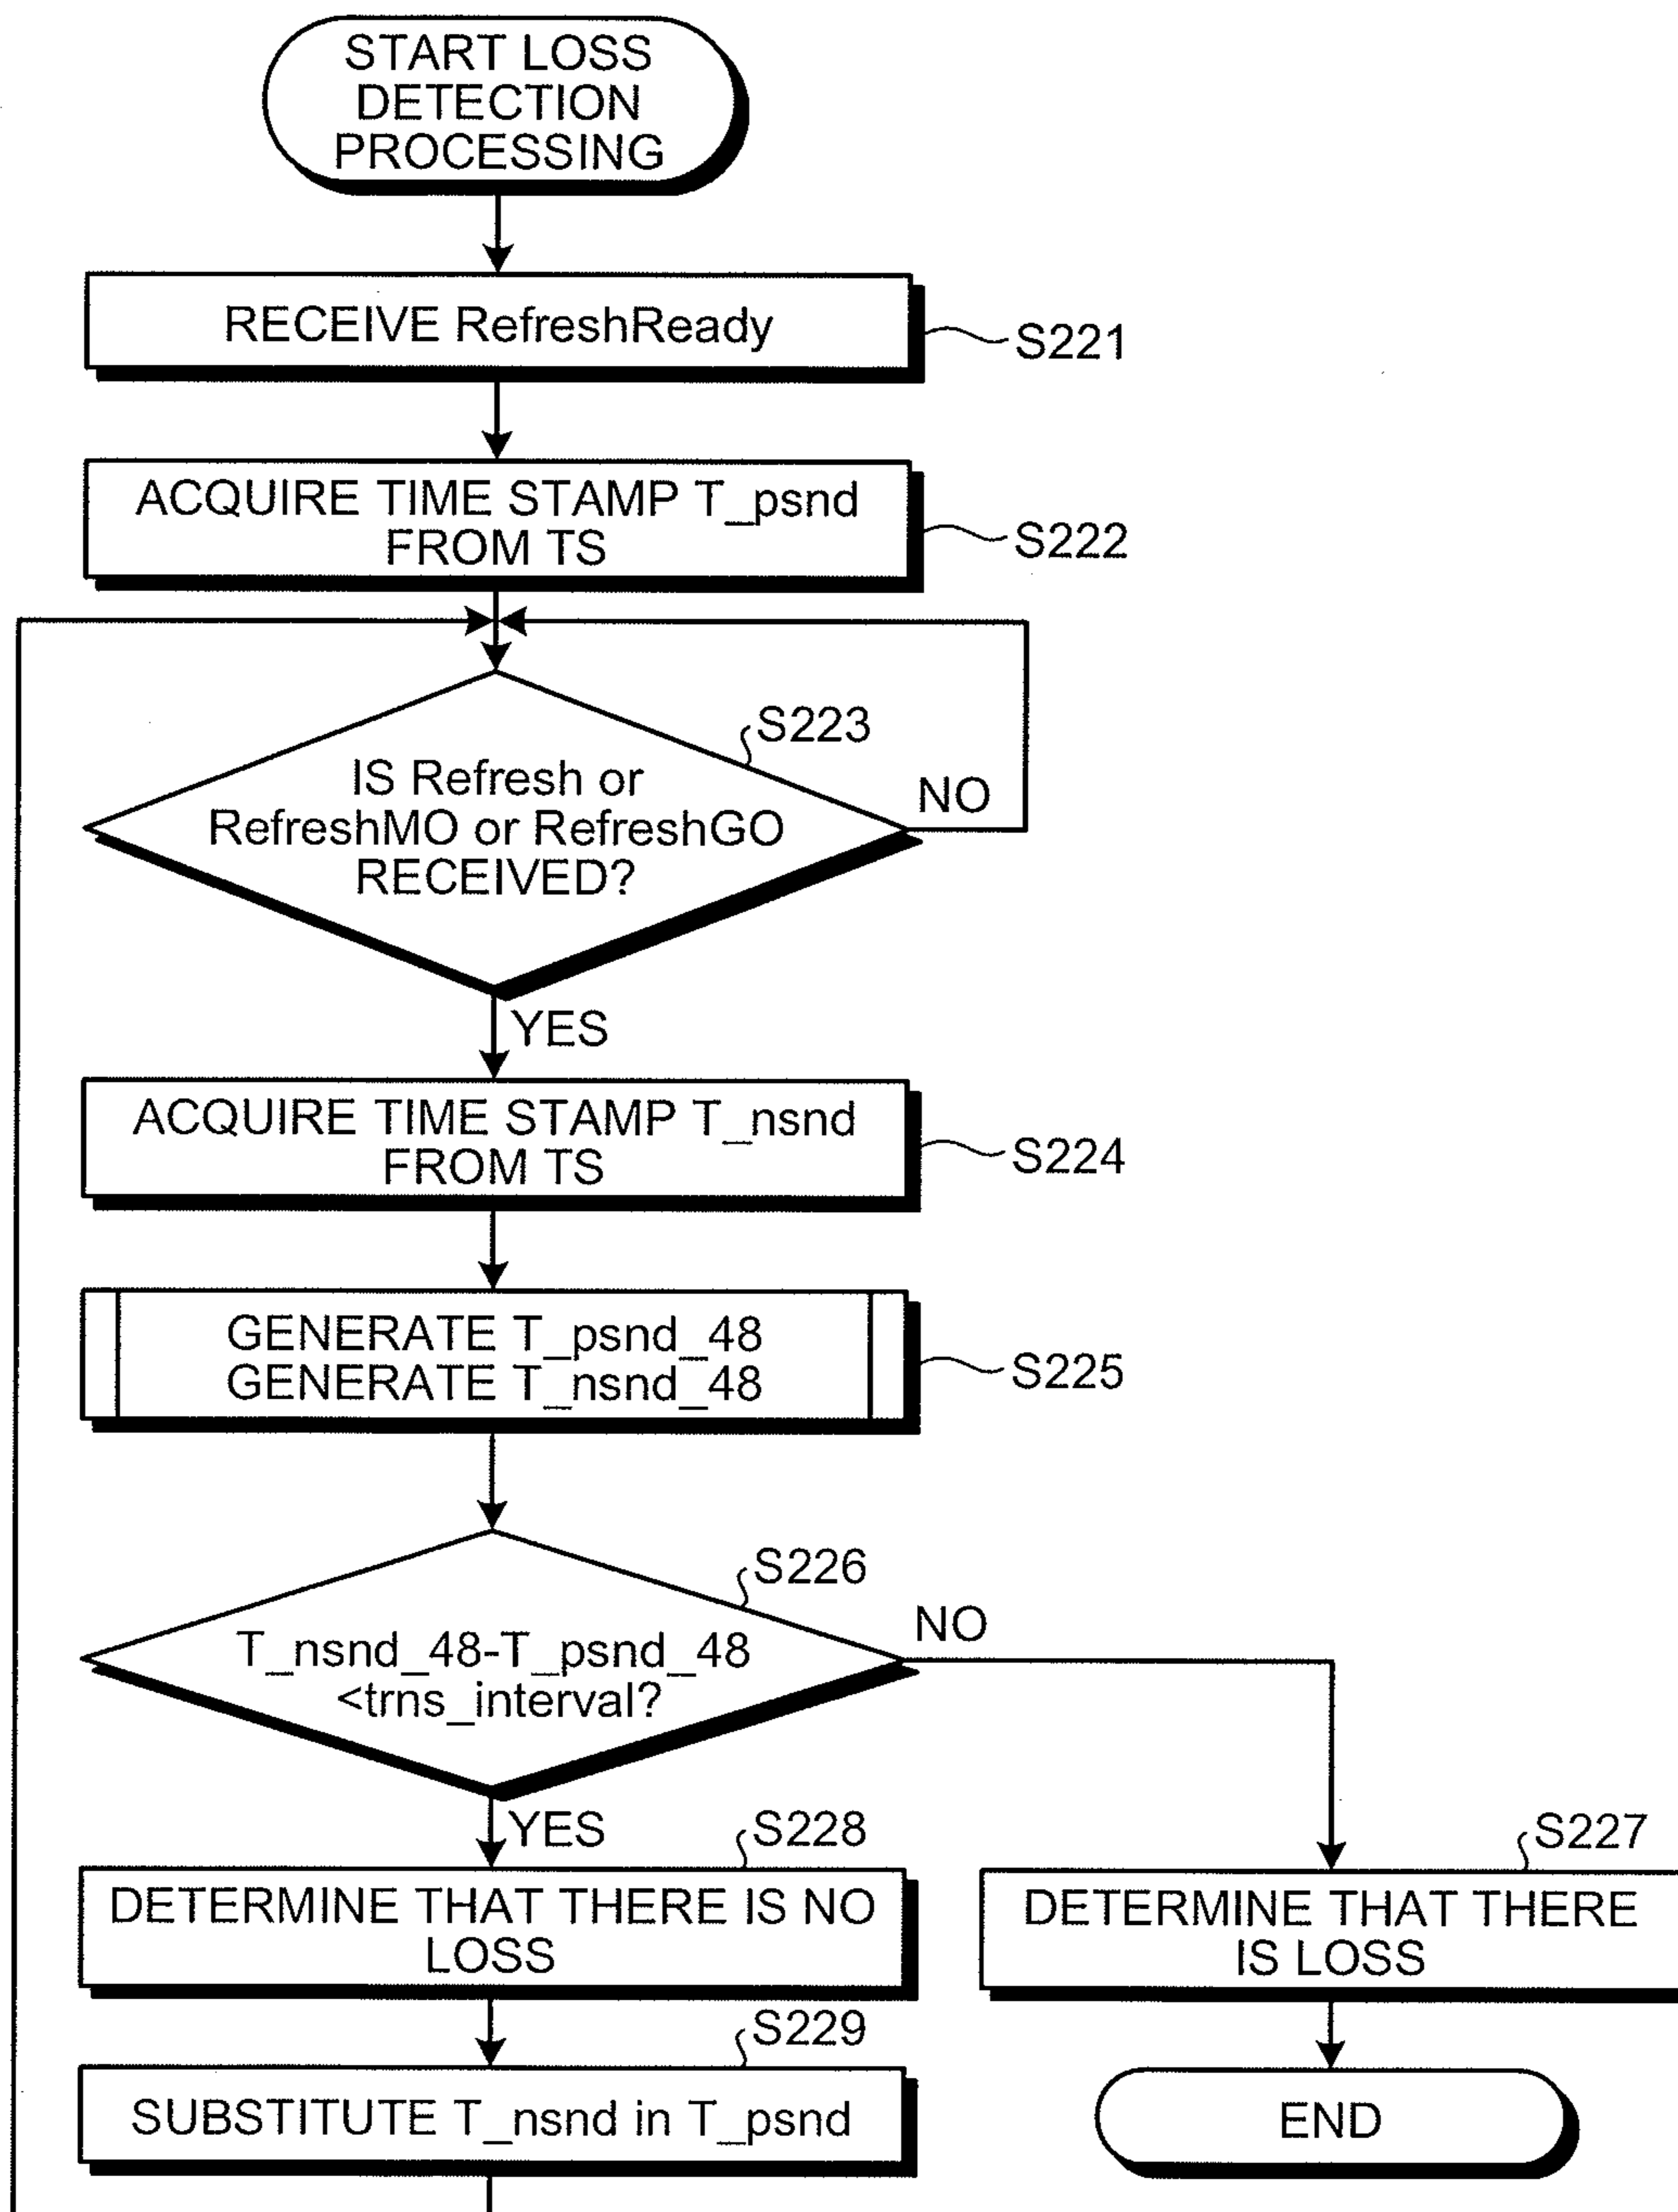 START LOSS
DETECTION
PROCESSING
RECEIVE RefreshReady
S221
ACQUIRE TIME STAMP T_psnd
FROM TS
S222
S223
IS Refresh or
RefreshMO or RefreshGO
RECEIVED?
NO
YES
ACQUIRE TIME STAMP T_nsnd
FROM TS
S224
GENERATE T_psnd_48
GENERATE T_nsnd_48
S225
S226
T_nsnd_48-T_psnd_48
<trns_interval?
NO
YES
S228
DETERMINE THAT THERE IS NO
LOSS
S227
DETERMINE THAT THERE
IS LOSS
S229
SUBSTITUTE T_nsnd in T_psnd
END